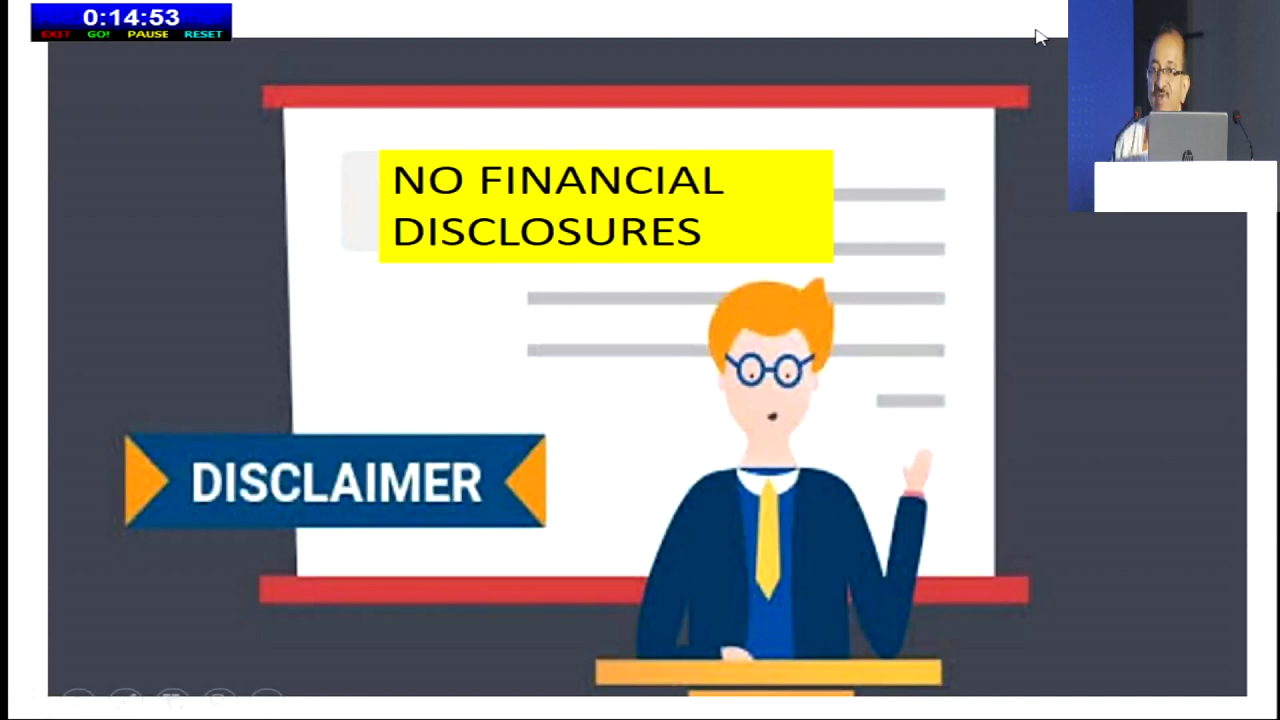 0:14:53
EXIT GO! PAUSE RESET
NO FINANCIAL
DISCLOSURES
DISCLAIMER